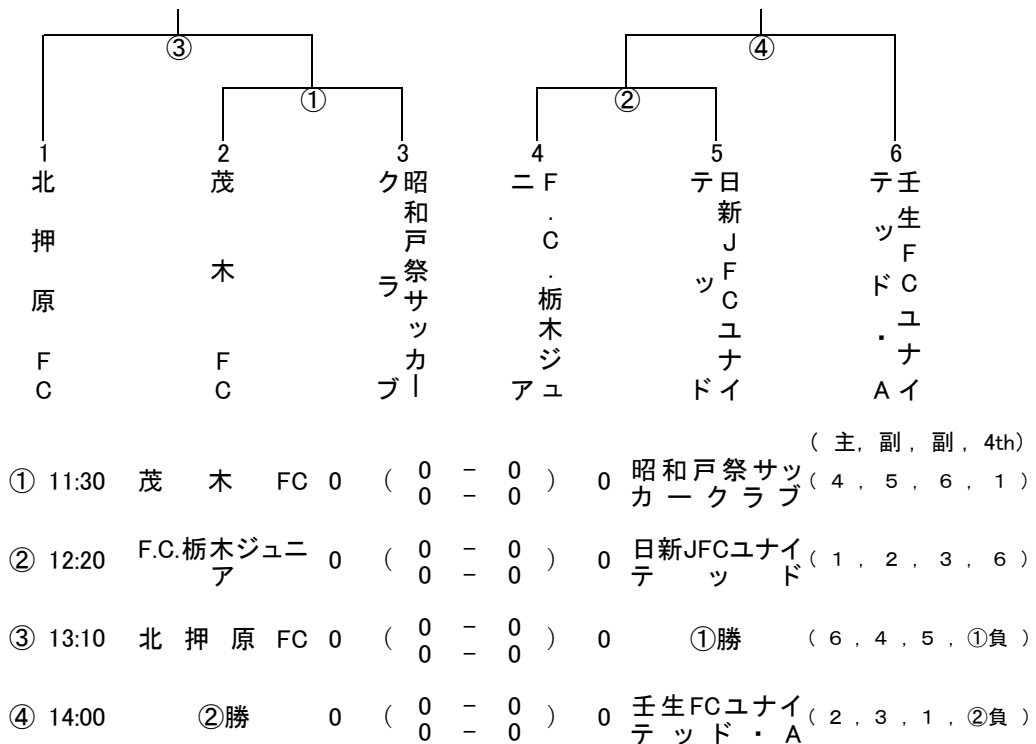 ③ ④
① ②
1 2 3 4 5 6
北押原FC
茂木FC
昭和戸祭サッカー
クラブ
F.C.栃木ジュ
ニア
日新JFCユナイ
テッド
壬生FCユナイ
テッド・A
( 主, 副, 副, 4th)
① 11:30 茂木 FC 0 ( 0 - 0 0 - 0 ) 0 昭和戸祭サッ
カークラブ ( 4 , 5 , 6 , 1 )
② 12:20 F.C.栃木ジュニ
ア 0 ( 0 - 0 0 - 0 ) 0 日新JFCユナイ
テッド ( 1 , 2 , 3 , 6 )
③ 13:10 北押原 FC 0 ( 0 - 0 0 - 0 ) 0 ①勝 ( 6 , 4 , 5 , ①負 )
④ 14:00 ②勝 0 ( 0 - 0 0 - 0 ) 0 壬生FCユナイ
テッド・A ( 2 , 3 , 1 , ②負 )